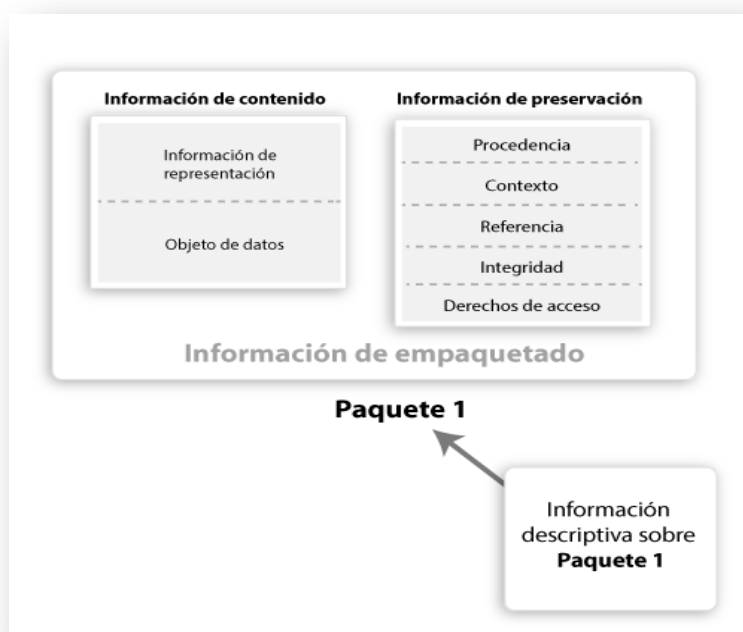 Información de contenido
Información de
representación
Objeto de datos
Información de preservación
Procedencia
Contexto
Referencia
Integridad
Derechos de acceso
Información de empaquetado
Paquete 1
Información
descriptiva sobre
Paquete 1